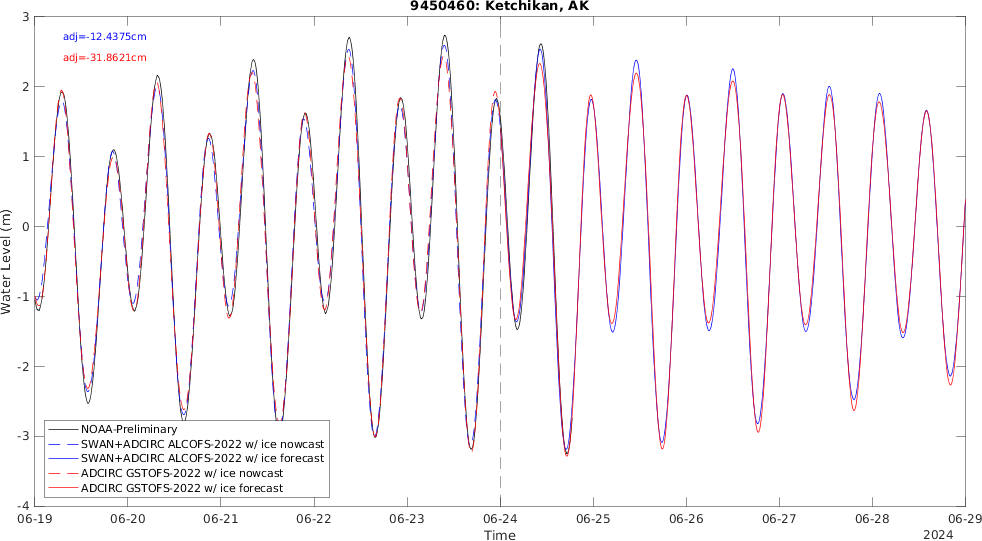 9450460: Ketchikan, AK
adj=-12.4375cm
adj=-31.8621cm
Water Level (m)
3
2
1
0
-1
-2
-3
-4
NOAA-Preliminary
SWAN+ADCIRC ALCOFS-2022 w/ ice nowcast
SWAN+ADCIRC ALCOFS-2022 w/ ice forecast
ADCIRC GSTOFS-2022 w/ ice nowcast
ADCIRC GSTOFS-2022 w/ ice forecast
06-19 06-20 06-21 06-22 06-23 06-24 06-25 06-26 06-27 06-28 06-29
Time
2024